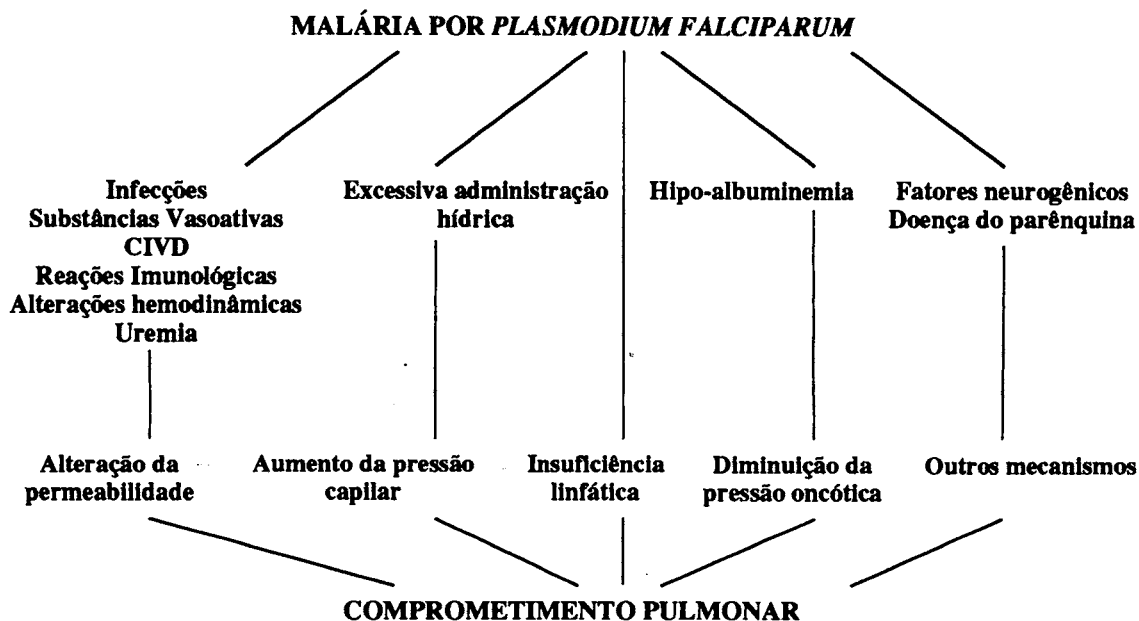 MALÁRIA POR PLASMODIUM FALCIPARUM
Infecções
Substâncias Vasoativas
CIVD
Reações Imunológicas
Alterações hemodinâmicas
Uremia
Excessiva administração
hídrica
Hipo-albuminemia
Fatores neurogênicos
Doença do parênquina
Alteração da
permeabilidade
Aumento da pressão
capilar
Insuficiência
linfática
Diminuição da
pressão oncótica
Outros mecanismos
COMPROMETIMENTO PULMONAR